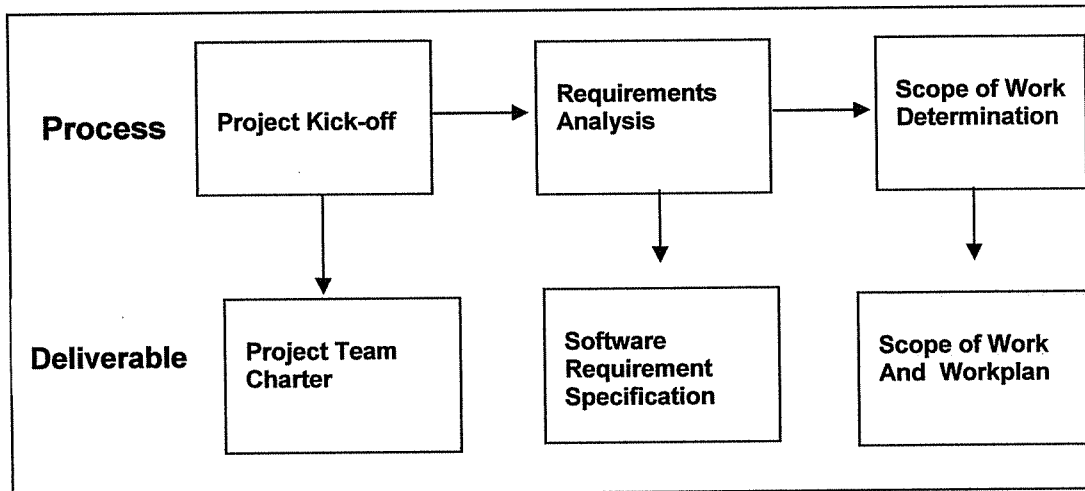 Process
Project Kick-off
Requirements
Analysis
Scope of Work
Determination
Deliverable
Project Team
Charter
Software
Requirement
Specification
Scope of Work
And Workplan